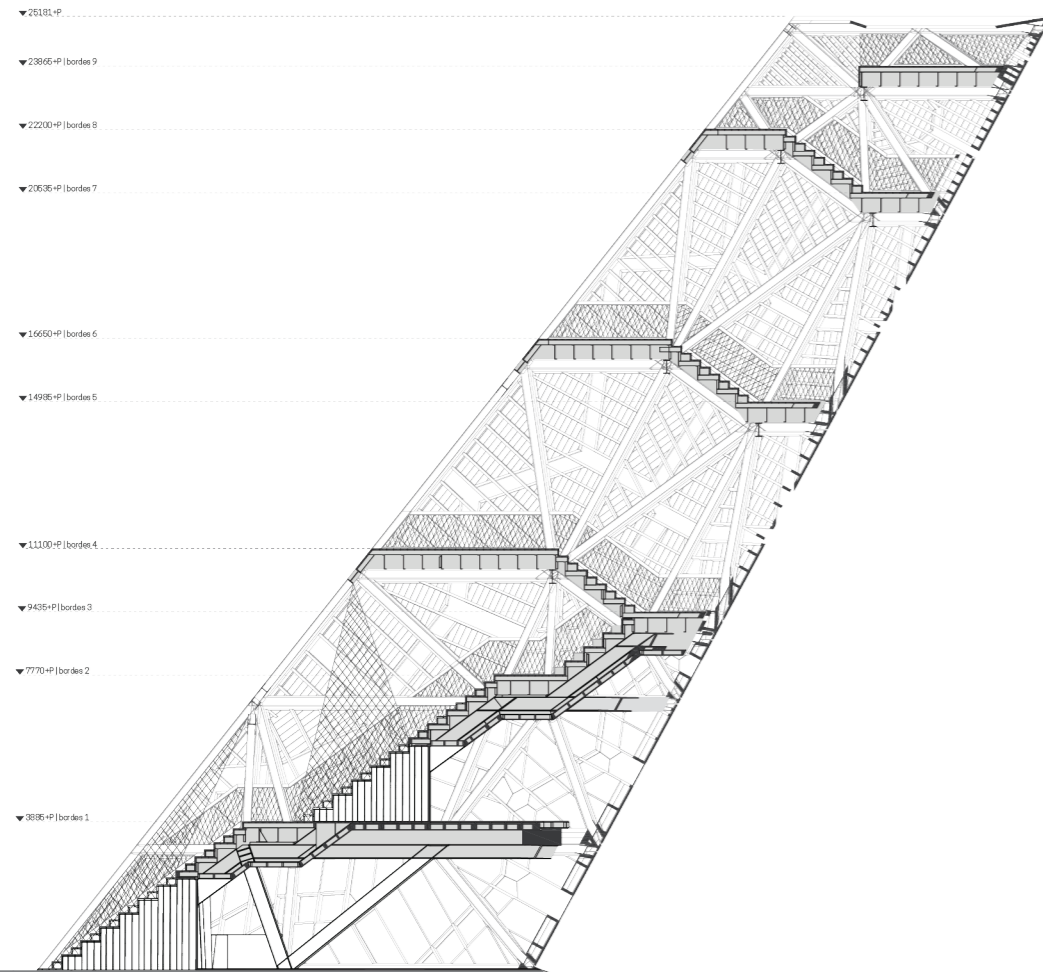 25181+P
23865+P | bordes 9
22200+P | bordes 8
20535+P | bordes 7
16650+P | bordes 6
14985+P | bordes 5
11100+P | bordes 4
9435+P | bordes 3
7770+P | bordes 2
3885+P | bordes 1